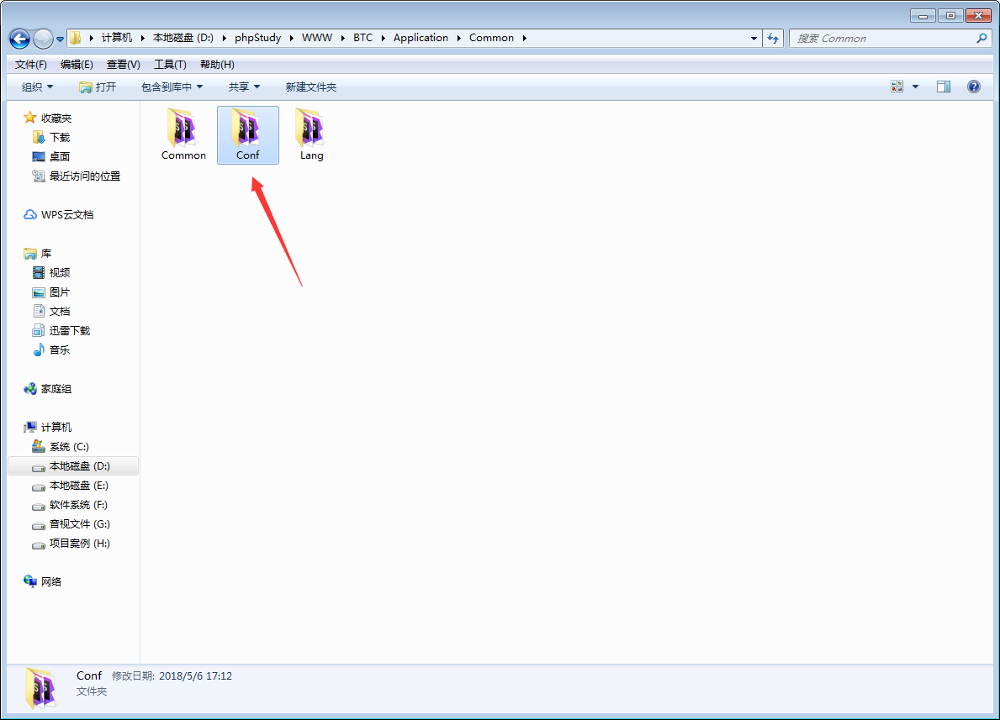 计算机 本地磁盘 (D:) phpStudy WWW BTC Application Common
搜索 Common
文件(F) 编辑(E) 查看(V) 工具(T) 帮助(H)
组织 打开 包含到库中 共享 新建文件夹
收藏夹
下载
桌面
最近访问的位置
WPS云文档
库
视频
图片
文档
迅雷下载
音乐
家庭组
计算机
系统 (C:)
本地磁盘 (D:)
本地磁盘 (E:)
软件系统 (F:)
音视文件 (G:)
项目案例 (H:)
网络
Common Conf Lang
Conf 修改日期: 2018/5/6 17:12
文件夹